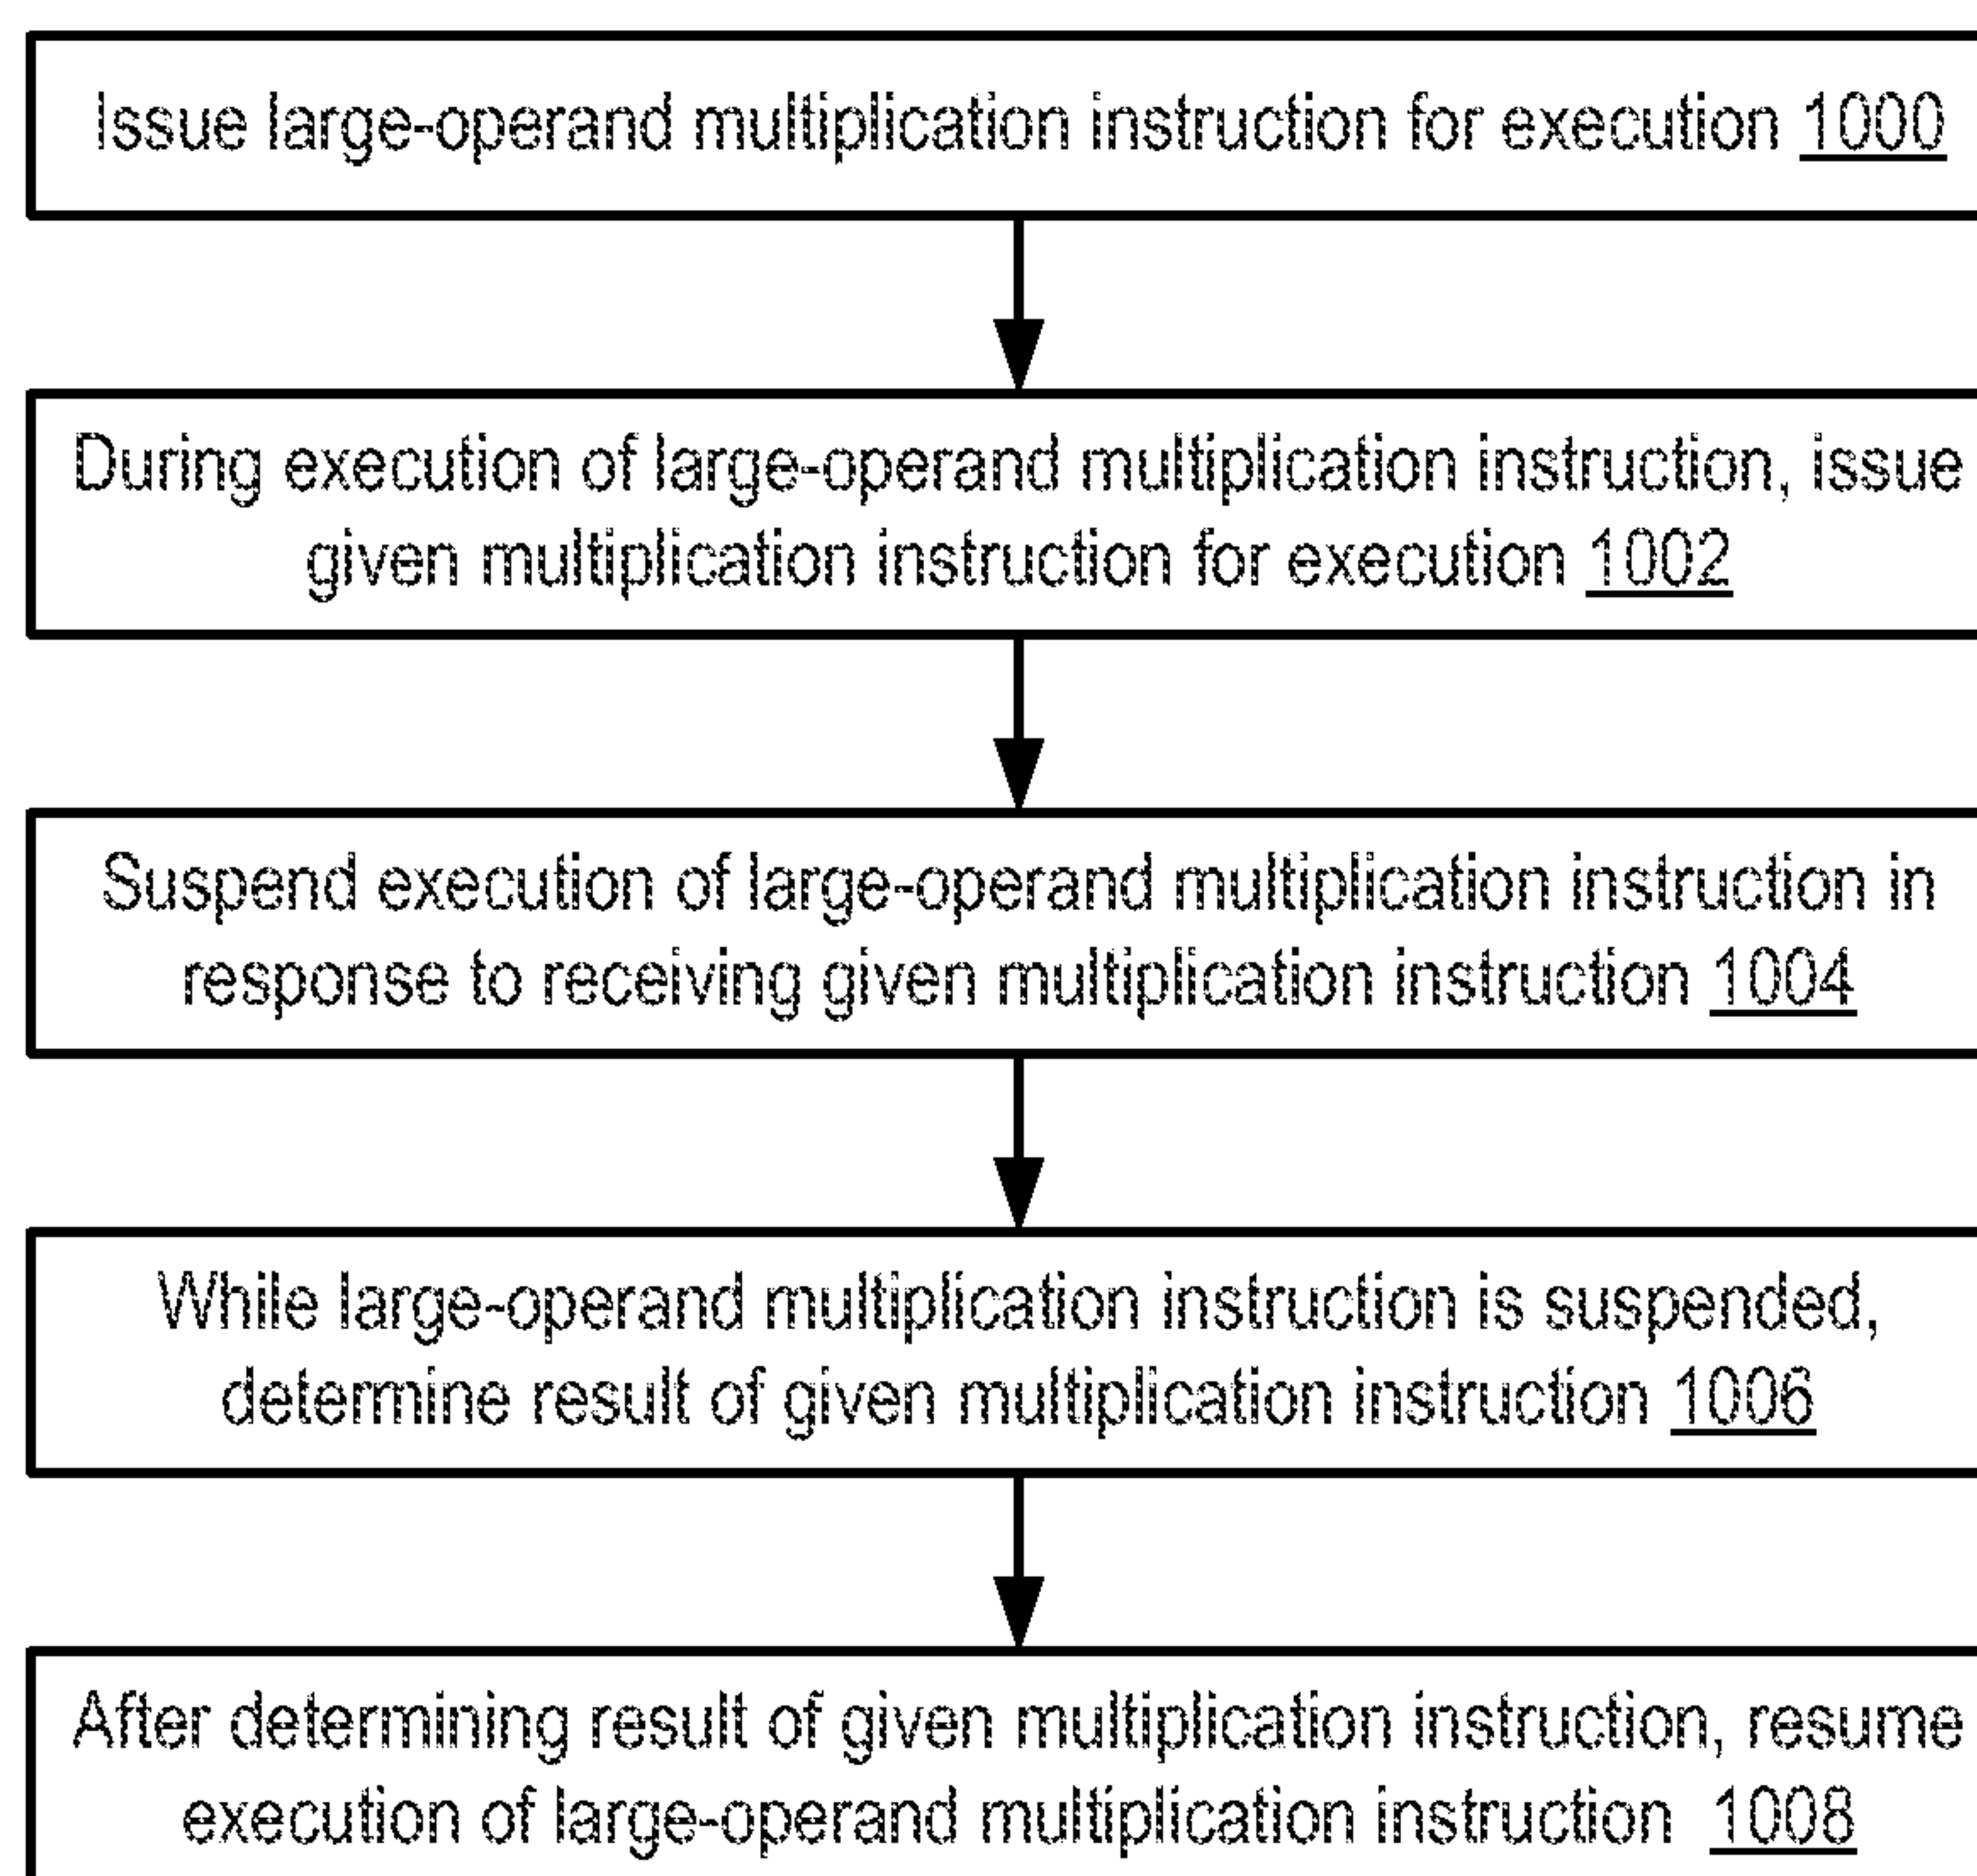 Issue large-operand multiplication instruction for execution 1000
During execution of large-operand multiplication instruction, issue
given multiplication instruction for execution 1002
Suspend execution of large-operand multiplication instruction in
response to receiving given multiplication instruction 1004
While large-operand multiplication instruction is suspended,
determine result of given multiplication instruction 1006
After determining result of given multiplication instruction, resume
execution of large-operand multiplication instruction 1008